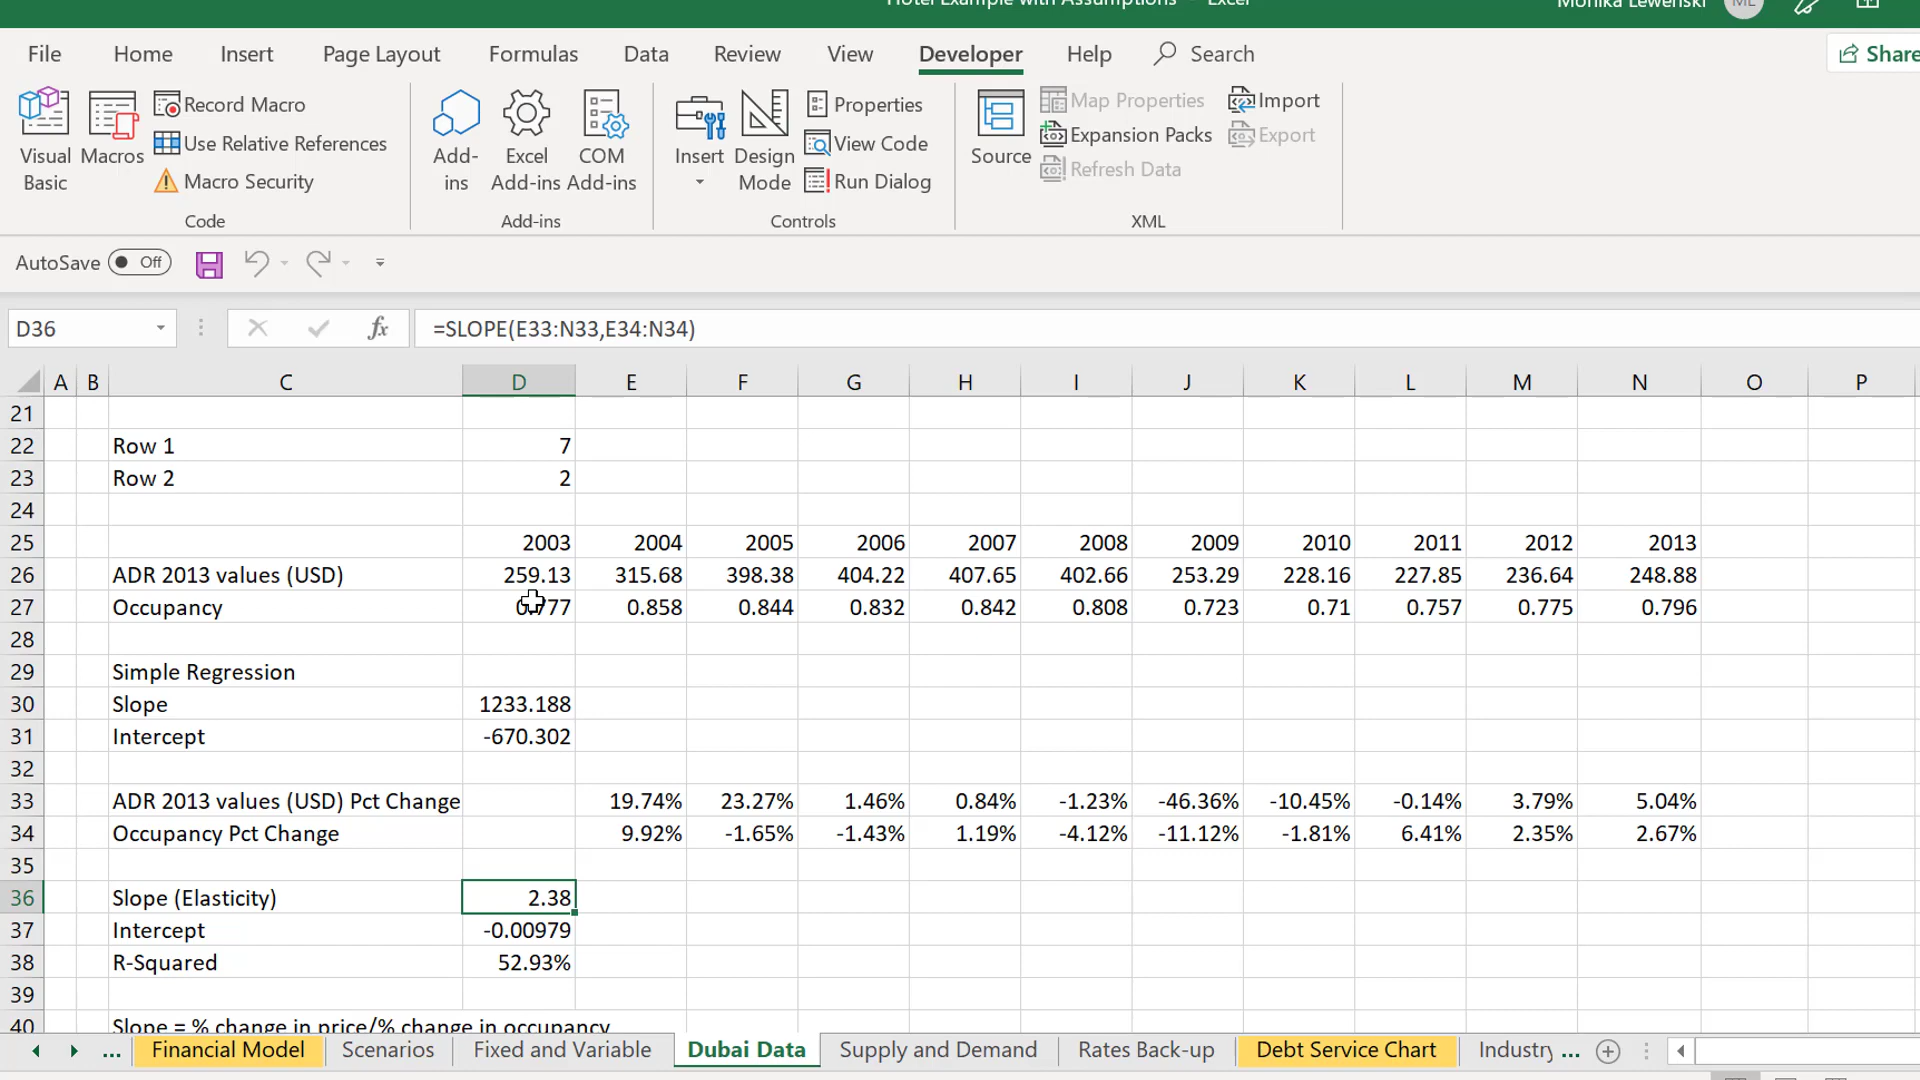 Hotel Example with Assumptions - Excel
Monika Lewenski
ML
File Home Insert Page Layout Formulas Data Review View Developer Help Search
Share
Visual Basic
Macros
Record Macro
Use Relative References
Macro Security
Code
Add-ins
Excel Add-ins
COM Add-ins
Add-ins
Insert
Design Mode
Properties
View Code
Run Dialog
Controls
Source
Map Properties
Expansion Packs
Refresh Data
Import
Export
XML
AutoSave Off
D36
fx
=SLOPE(E33:N33,E34:N34)
A B C D E F G H I J K L M N O P
21
22 Row 1 7
23 Row 2 2
24
25 2003 2004 2005 2006 2007 2008 2009 2010 2011 2012 2013
26 ADR 2013 values (USD) 259.13 315.68 398.38 404.22 407.65 402.66 253.29 228.16 227.85 236.64 248.88
27 Occupancy 0.777 0.858 0.844 0.832 0.842 0.808 0.723 0.71 0.757 0.775 0.796
28
29 Simple Regression
30 Slope 1233.188
31 Intercept -670.302
32
33 ADR 2013 values (USD) Pct Change 19.74% 23.27% 1.46% 0.84% -1.23% -46.36% -10.45% -0.14% 3.79% 5.04%
34 Occupancy Pct Change 9.92% -1.65% -1.43% 1.19% -4.12% -11.12% -1.81% 6.41% 2.35% 2.67%
35
36 Slope (Elasticity) 2.38
37 Intercept -0.00979
38 R-Squared 52.93%
39
40 Slope = % change in price/% change in occupancy
... Financial Model Scenarios Fixed and Variable Dubai Data Supply and Demand Rates Back-up Debt Service Chart Industry ...